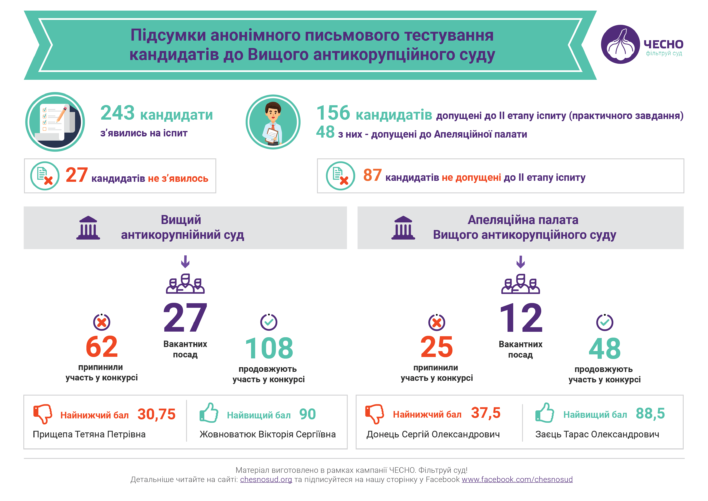 Підсумки анонімного письмового тестування
кандидатів до Вищого антикорупційного суду
ЧЕСНО
фільтруй суд
243 кандидати
з'явились на іспит
156 кандидатів допущені до ІІ етапу іспиту (практичного завдання)
48 з них - допущені до Апеляційної палати
27 кандидатів не з'явилось
87 кандидатів не допущені до ІІ етапу іспиту
Вищий
антикорупнійний суд
Апеляційна палата
Вищого антикорупційного суду
62
припинили
участь у конкурсі
27
Вакантних
посад
108
продовжують
участь у конкурсі
25
припинили
участь у конкурсі
12
Вакантних
посад
48
продовжують
участь у конкурсі
Найнижчий бал 30,75
Прищепа Тетяна Петрівна
Найвищий бал 90
Жовноватюк Вікторія Сергіївна
Найнижчий бал 37,5
Донець Сергій Олександрович
Найвищий бал 88,5
Заєць Тарас Олександрович
Матеріал виготовлено в рамках кампанії ЧЕСНО. Фільтруй суд!
Детальніше читайте на сайті: chesnosud.org та підписуйтеся на нашу сторінку у Facebook www.facebook.com/chesnosud